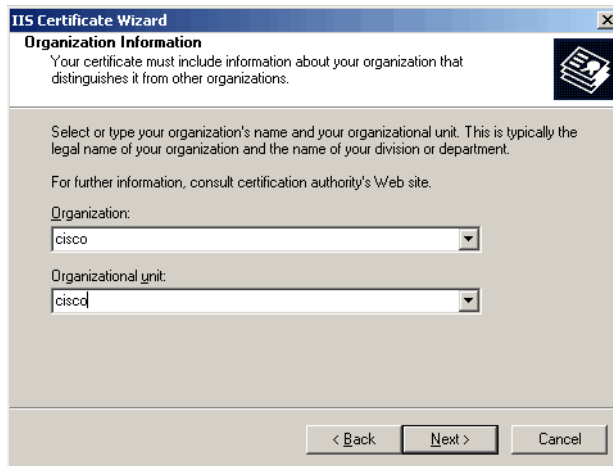 IIS Certificate Wizard
Organization Information
Your certificate must include information about your organization that
distinguishes it from other organizations.
Select or type your organization's name and your organizational unit. This is typically the
legal name of your organization and the name of your division or department.
For further information, consult certification authority's Web site.
Organization:
cisco
Organizational unit:
cisco
< Back Next > Cancel